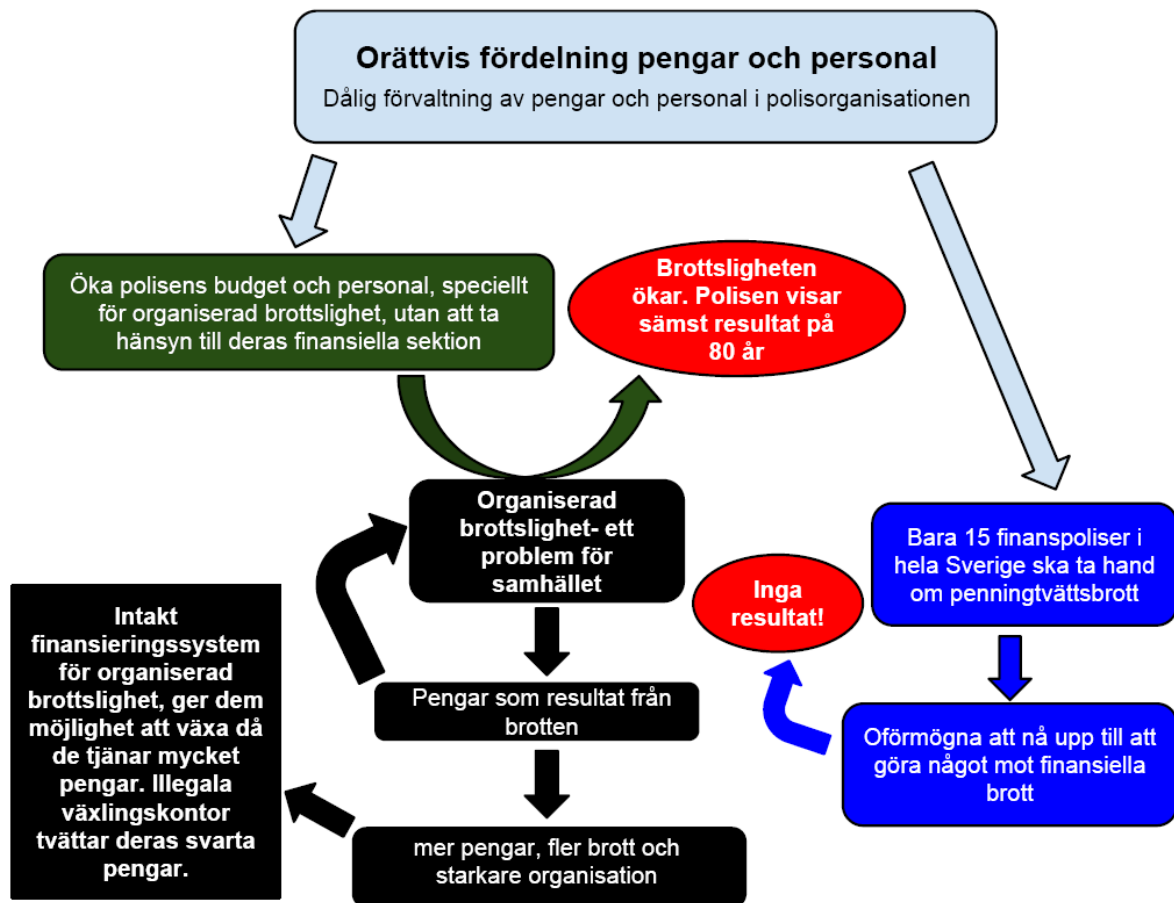 Orättvis fördelning pengar och personal
Dålig förvaltning av pengar och personal i polisorganisationen
Öka polisens budget och personal, speciellt
för organiserad brottslighet, utan att ta
hänsyn till deras finansiella sektion
Brottsligheten
ökar. Polisen visar
sämst resultat på
80 år
Organiserad
brottslighet- ett
problem för
samhället
Bara 15 finanspoliser i
hela Sverige ska ta hand
om penningtvättsbrott
Inga
resultat!
Intakt
finansieringssystem
för organiserad
brottslighet, ger dem
möjlighet att växa då
de tjänar mycket
pengar. Illegala
växlingskontor
tvättar deras svarta
pengar.
Pengar som resultat från
brotten
Oförmögna att nå upp till att
göra något mot finansiella
brott
mer pengar, fler brott och
starkare organisation